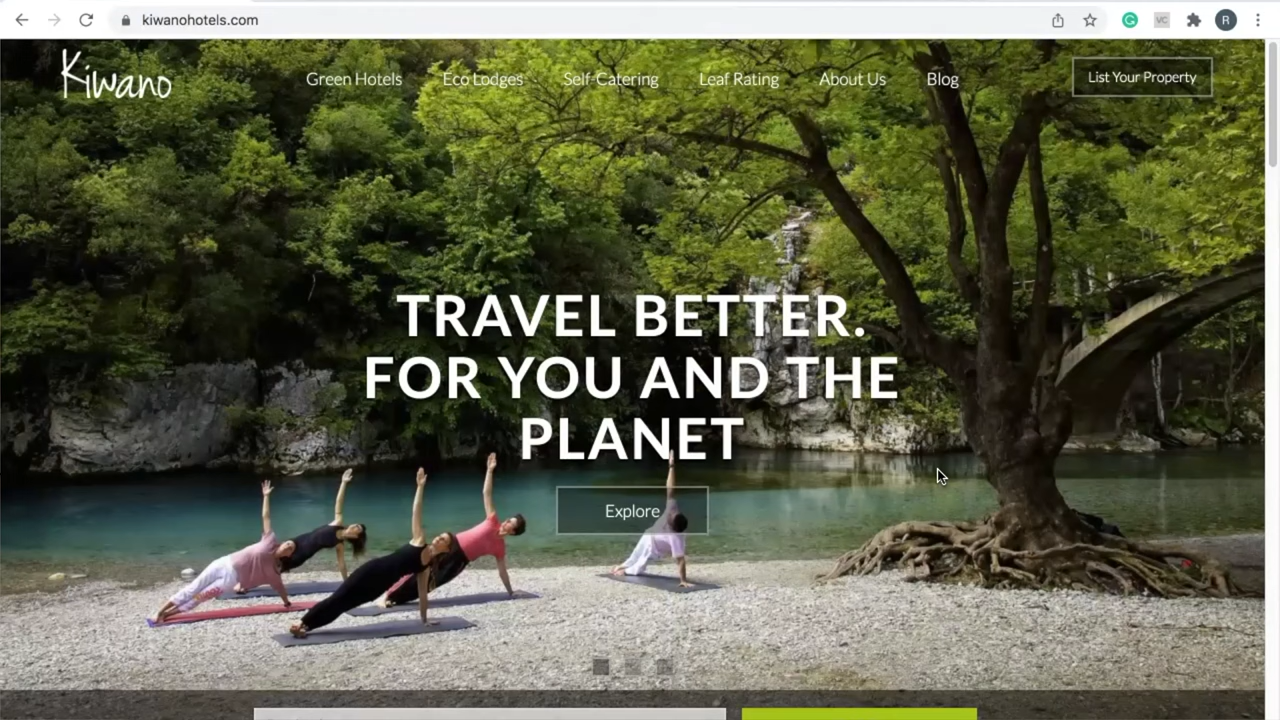 kiwanohotels.com
VC
R
Kiwano
Green Hotels
Eco Lodges
Self-Catering
Leaf Rating
About Us
Blog
List Your Property
TRAVEL BETTER.
FOR YOU AND THE
PLANET
Explore